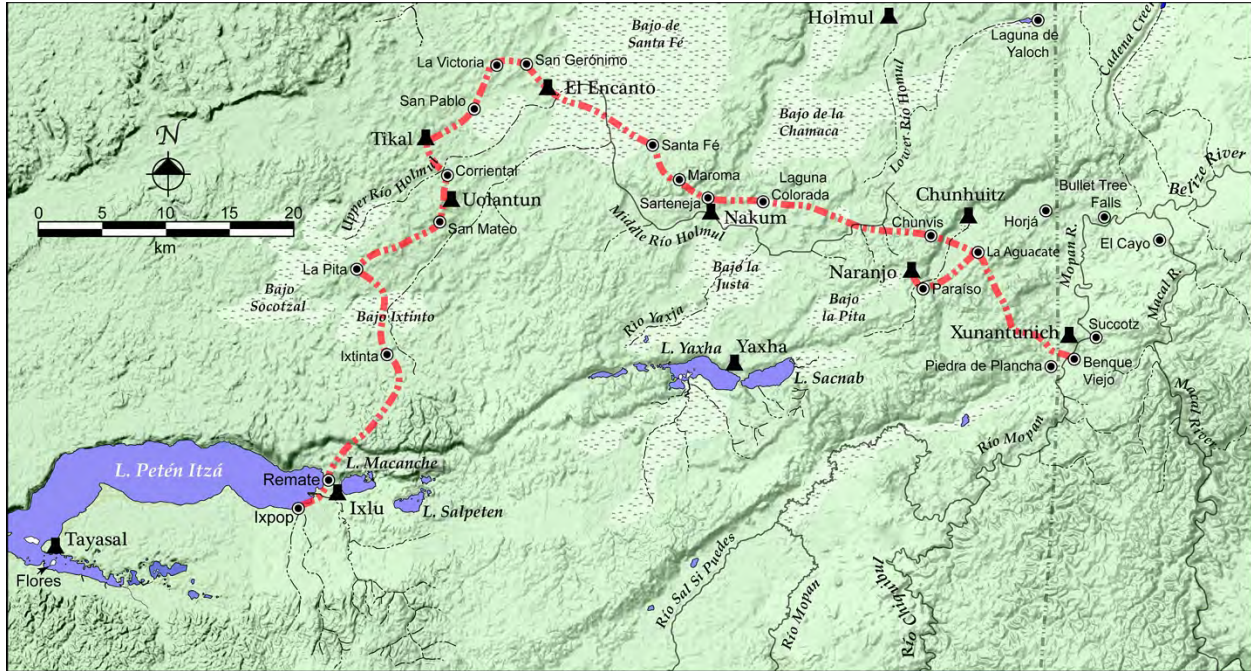 Holmul
Laguna de
Yaloch
Cadena Creek
Bajo de
Santa Fé
La Victoria
San Gerónimo
El Encanto
San Pablo
Tikal
N
Bajo de la
Chamaca
Lower Río Holmul
Santa Fé
Corriental
Upper Río Holmul
Maroma
Laguna
Colorada
Belize River
Uolantun
Sarteneja
Chunhuitz
Bullet Tree
Falls
0 5 10 15 20
km
San Mateo
Nakum
Middle Río Holmul
Chunvis
Horjá
Mopan R.
El Cayo
La Pita
La Aguacate
Bajo
Socotzal
Bajo la
Justa
Naranjo
Paraíso
Macal R.
Bajo Ixtinto
Bajo
la Pita
Río Yaxja
Ixtinta
L. Yaxha
Yaxha
L. Sacnab
Xunantunich
Succotz
Piedra de Plancha
Benque
Viejo
Macal River
Río Mopan
L. Petén Itzá
L. Macanche
Remate
Ixlu
L. Salpeten
Ixpop
Tayasal
Flores
Río Sal Si Puedes
Río Mopan
Río Chiquibul